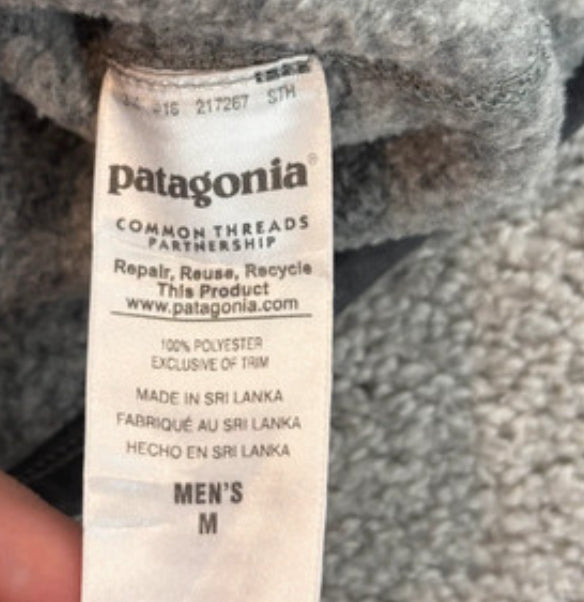 216 217267 STH
patagonia®
COMMON THREADS
PARTNERSHIP
Repair, Reuse, Recycle
This Product
www.patagonia.com
100% POLYESTER
EXCLUSIVE OF TRIM
MADE IN SRI LANKA
FABRIQUÉ AU SRI LANKA
HECHO EN SRI LANKA
MEN'S
M